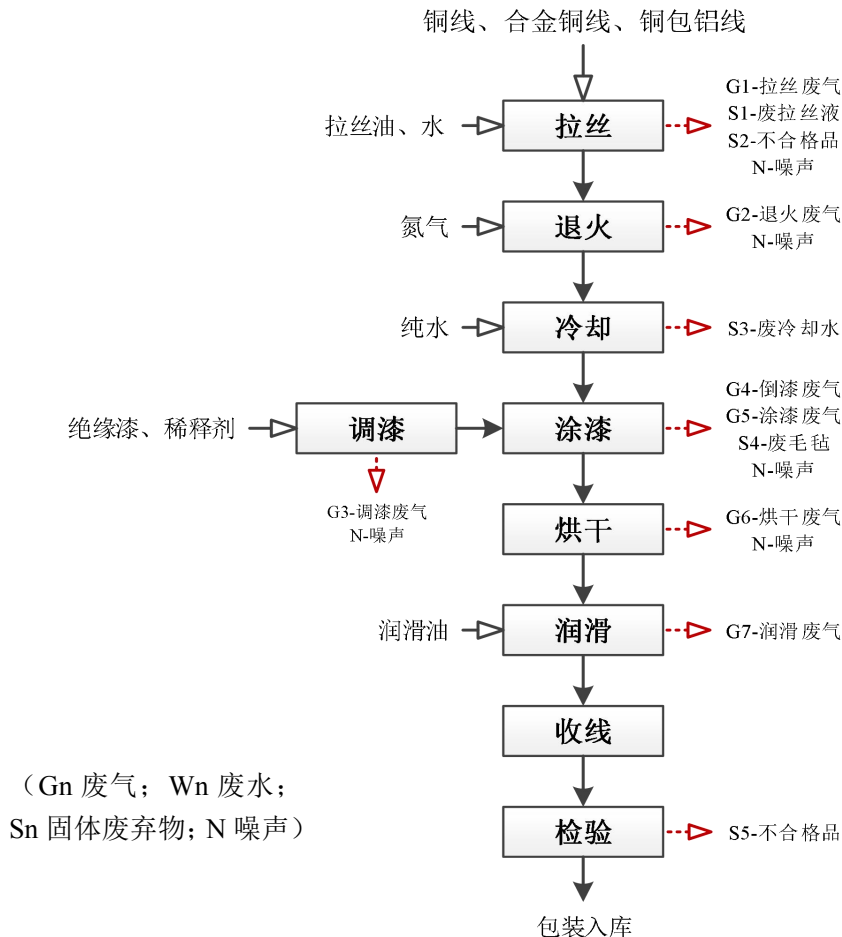 铜线、合金铜线、铜包铝线
拉丝油、水
拉丝
G1-拉丝废气
S1-废拉丝液
S2-不合格品
N-噪声
氮气
退火
G2-退火废气
N-噪声
纯水
冷却
S3-废冷却水
绝缘漆、稀释剂
调漆
G3-调漆废气
N-噪声
涂漆
G4-倒漆废气
G5-涂漆废气
S4-废毛毡
N-噪声
烘干
G6-烘干废气
N-噪声
润滑油
润滑
G7-润滑废气
收线
(Gn 废气；Wn 废水；
Sn 固体废弃物；N 噪声)
检验
S5-不合格品
包装入库